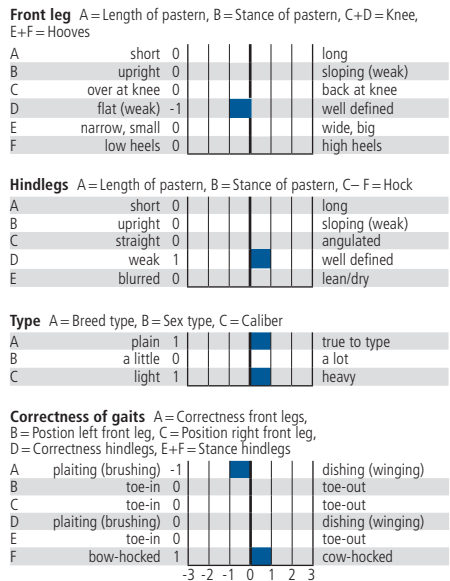 Front leg A = Length of pastern, B = Stance of pastern, C+D = Knee,
E+F = Hooves
A short 0 long
B upright 0 sloping (weak)
C over at knee 0 back at knee
D flat (weak) -1 well defined
E narrow, small 0 wide, big
F low heels 0 high heels
Hindlegs A = Length of pastern, B = Stance of pastern, C– F = Hock
A short 0 long
B upright 0 sloping (weak)
C straight 0 angulated
D weak 1 well defined
E blurred 0 lean/dry
Type A = Breed type, B = Sex type, C = Caliber
A plain 1 true to type
B a little 0 a lot
C light 1 heavy
Correctness of gaits A = Correctness front legs,
B = Postion left front leg, C = Position right front leg,
D = Correctness hindlegs, E+F = Stance hindlegs
A plaiting (brushing) -1 dishing (winging)
B toe-in 0 toe-out
C toe-in 0 toe-out
D plaiting (brushing) 0 dishing (winging)
E toe-in 0 toe-out
F bow-hocked 1 cow-hocked
-3 -2 -1 0 1 2 3